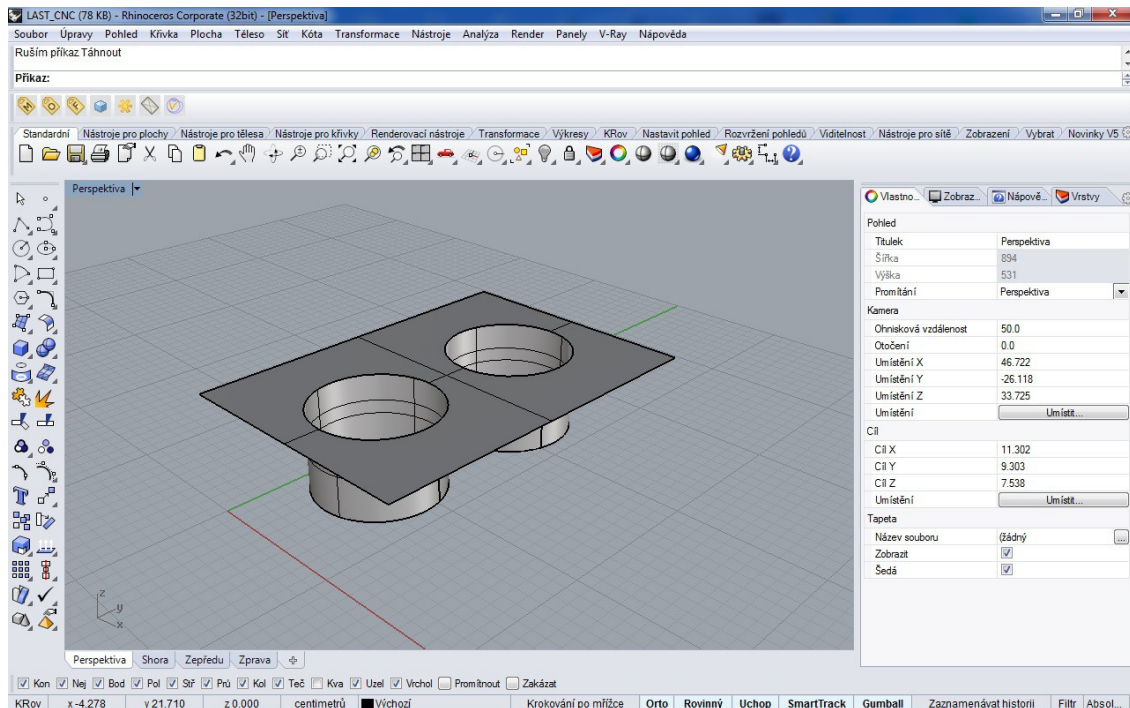 LAST_CNC (78 KB) - Rhinoceros Corporate (32bit) - [Perspektiva]
Soubor Úpravy Pohled Křivka Plocha Těleso Síť Kóta Transformace Nástroje Analýza Render Panely V-Ray Nápověda
Ruším příkaz Táhnout
Příkaz:
Standardní Nástroje pro plochy Nástroje pro tělesa Nástroje pro křivky Renderovací nástroje Transformace Výkresy KRov Nastavit pohled Rozvržení pohledů Viditelnost Nástroje pro sítě Zobrazení Vybrat Novinky V5
Perspektiva
Vlastno... Zobraz... Nápově... Vrstvy
Pohled
Titulek Perspektiva
Šířka 894
Výška 531
Promítání Perspektiva
Kamera
Ohnisková vzdálenost 50.0
Otočení 0.0
Umístění X 46.722
Umístění Y -26.118
Umístění Z 33.725
Umístění Umístit...
Cíl
Cíl X 11.302
Cíl Y 9.303
Cíl Z 7.538
Umístění Umístit...
Tapeta
Název souboru (žádný ...
Zobrazit
Šedá
z
y
x
Perspektiva Shora Zepředu Zprava
Kon Nej Bod Pol Stř Prů Kol Teč Kva Uzel Vrchol Promítnout Zakázat
KRov x -4.278 y 21.710 z 0.000 centimetrů Výchozí Krokování po mřížce Orto Rovinný Uchop SmartTrack Gumball Zaznamenávat historii Filtr Absol...